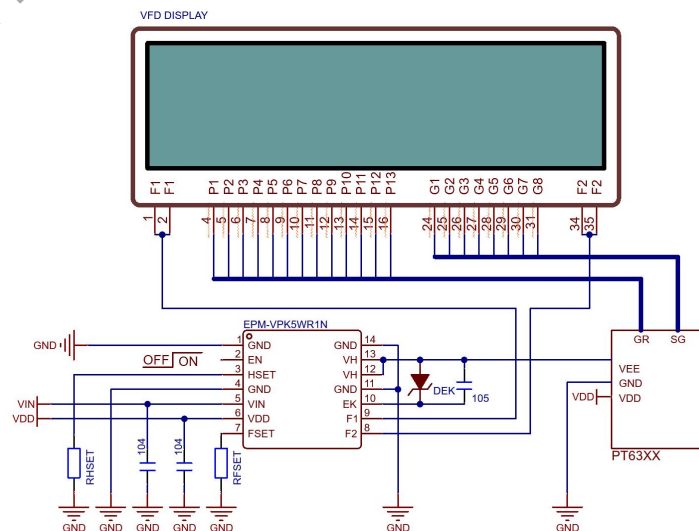 VFD DISPLAY
F1 F1 P1 P2 P3 P4 P5 P6 P7 P8 P9 P10 P11 P12 P13 G1 G2 G3 G4 G5 G6 G7 G8 F2 F2
1 2 4 5 6 7 8 9 10 11 12 13 14 15 16 24 25 26 27 28 29 30 31 34 35
EPM-VPK5WR1N
GR SG
GND 1 GND GND 14
OFF ON 2 EN VH 13
3 HSET VH 12
4 GND GND 11
VIN 5 VIN EK 10
VDD 6 VDD F1 9
7 FSET F2 8
DEK 105
VEE
GND
VDD VDD
PT63XX
RHSET 104 104 RFSET
GND GND GND GND GND GND GND